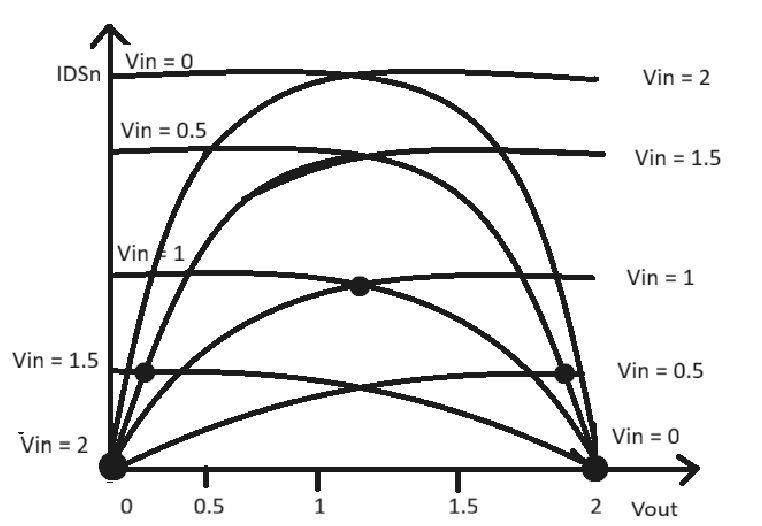 Vin = 0
IDSn
Vin = 2
Vin = 0.5
Vin = 1.5
Vin = 1
Vin = 1
Vin = 1.5
Vin = 0.5
Vin = 2
Vin = 0
0 0.5 1 1.5 2 Vout